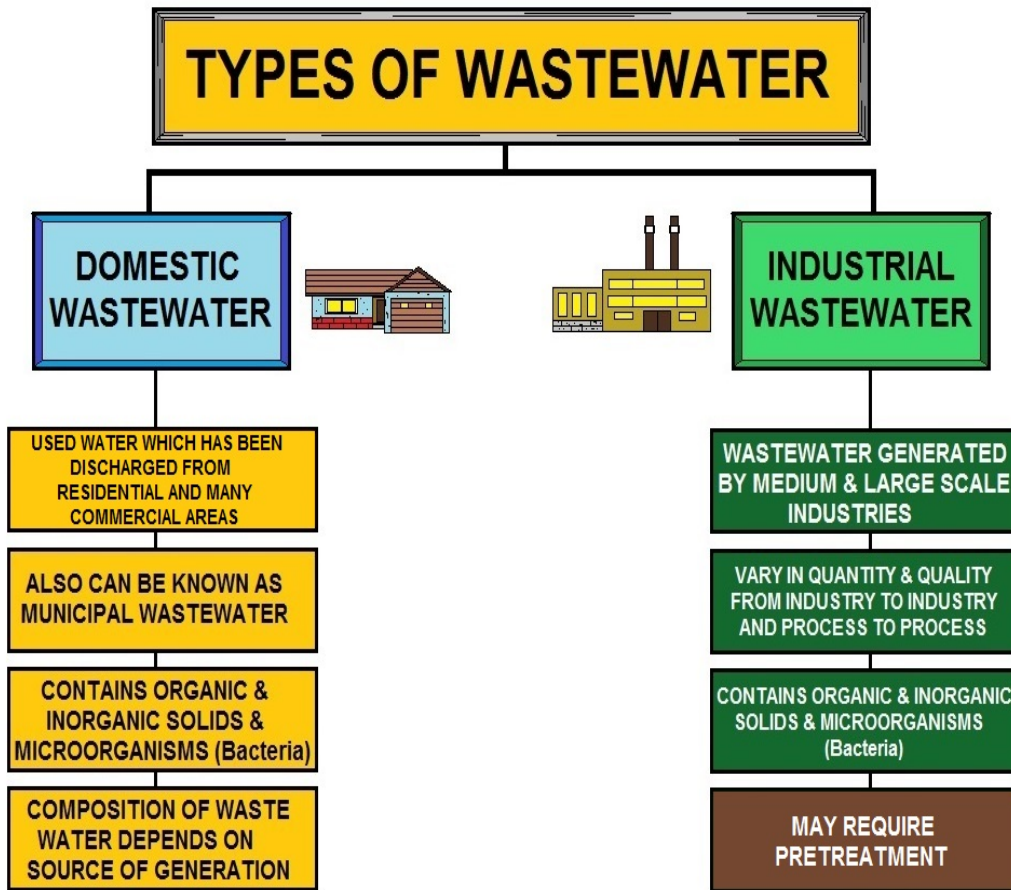 TYPES OF WASTEWATER
DOMESTIC
WASTEWATER
USED WATER WHICH HAS BEEN
DISCHARGED FROM
RESIDENTIAL AND MANY
COMMERCIAL AREAS
ALSO CAN BE KNOWN AS
MUNICIPAL WASTEWATER
CONTAINS ORGANIC &
INORGANIC SOLIDS &
MICROORGANISMS (Bacteria)
COMPOSITION OF WASTE
WATER DEPENDS ON
SOURCE OF GENERATION
INDUSTRIAL
WASTEWATER
WASTEWATER GENERATED
BY MEDIUM & LARGE SCALE
INDUSTRIES
VARY IN QUANTITY & QUALITY
FROM INDUSTRY TO INDUSTRY
AND PROCESS TO PROCESS
CONTAINS ORGANIC & INORGANIC
SOLIDS & MICROORGANISMS
(Bacteria)
MAY REQUIRE
PRETREATMENT